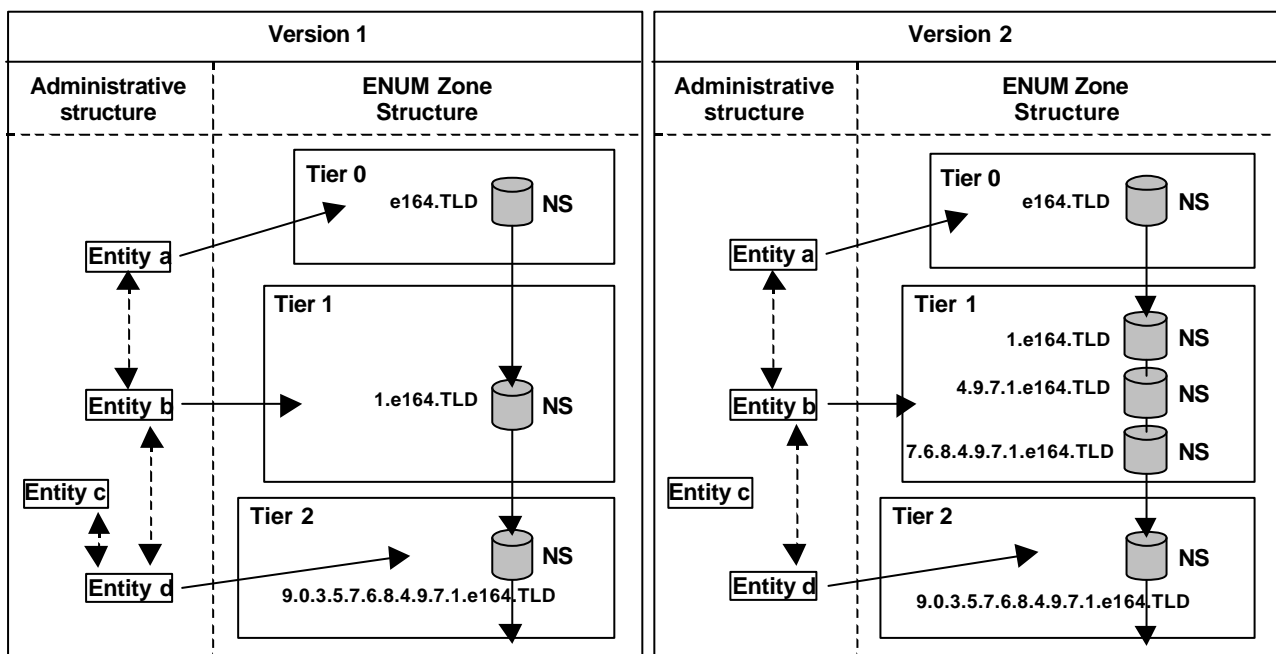 Version 1
Administrative
structure
ENUM Zone
Structure
Tier 0
e164.TLD
NS
Entity a
Tier 1
Entity b
1.e164.TLD
NS
Entity c
Tier 2
NS
Entity d
9.0.3.5.7.6.8.4.9.7.1.e164.TLD
Version 2
Administrative
structure
ENUM Zone
Structure
Tier 0
e164.TLD
NS
Entity a
Tier 1
1.e164.TLD
NS
4.9.7.1.e164.TLD
NS
Entity b
7.6.8.4.9.7.1.e164.TLD
NS
Entity c
Tier 2
NS
Entity d
9.0.3.5.7.6.8.4.9.7.1.e164.TLD